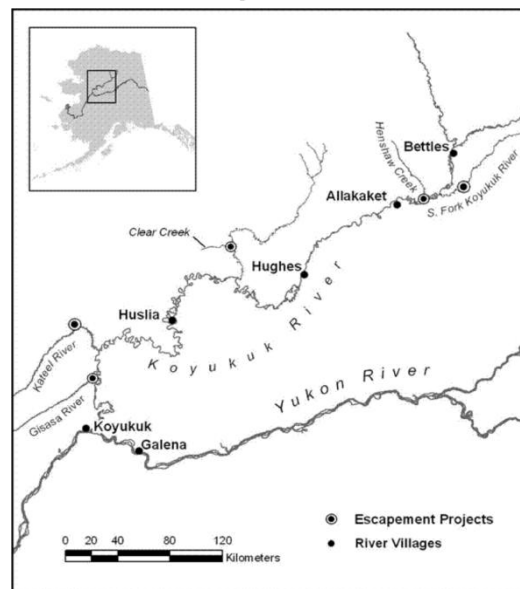 Bettles
Henshaw Creek
Allakaket
S. Fork Koyukuk River
Clear Creek
Hughes
Huslia
Koyukuk River
Kateel River
Yukon River
Gisasa River
Koyukuk
Galena
Escapement Projects
River Villages
0 20 40 80 120
Kilometers